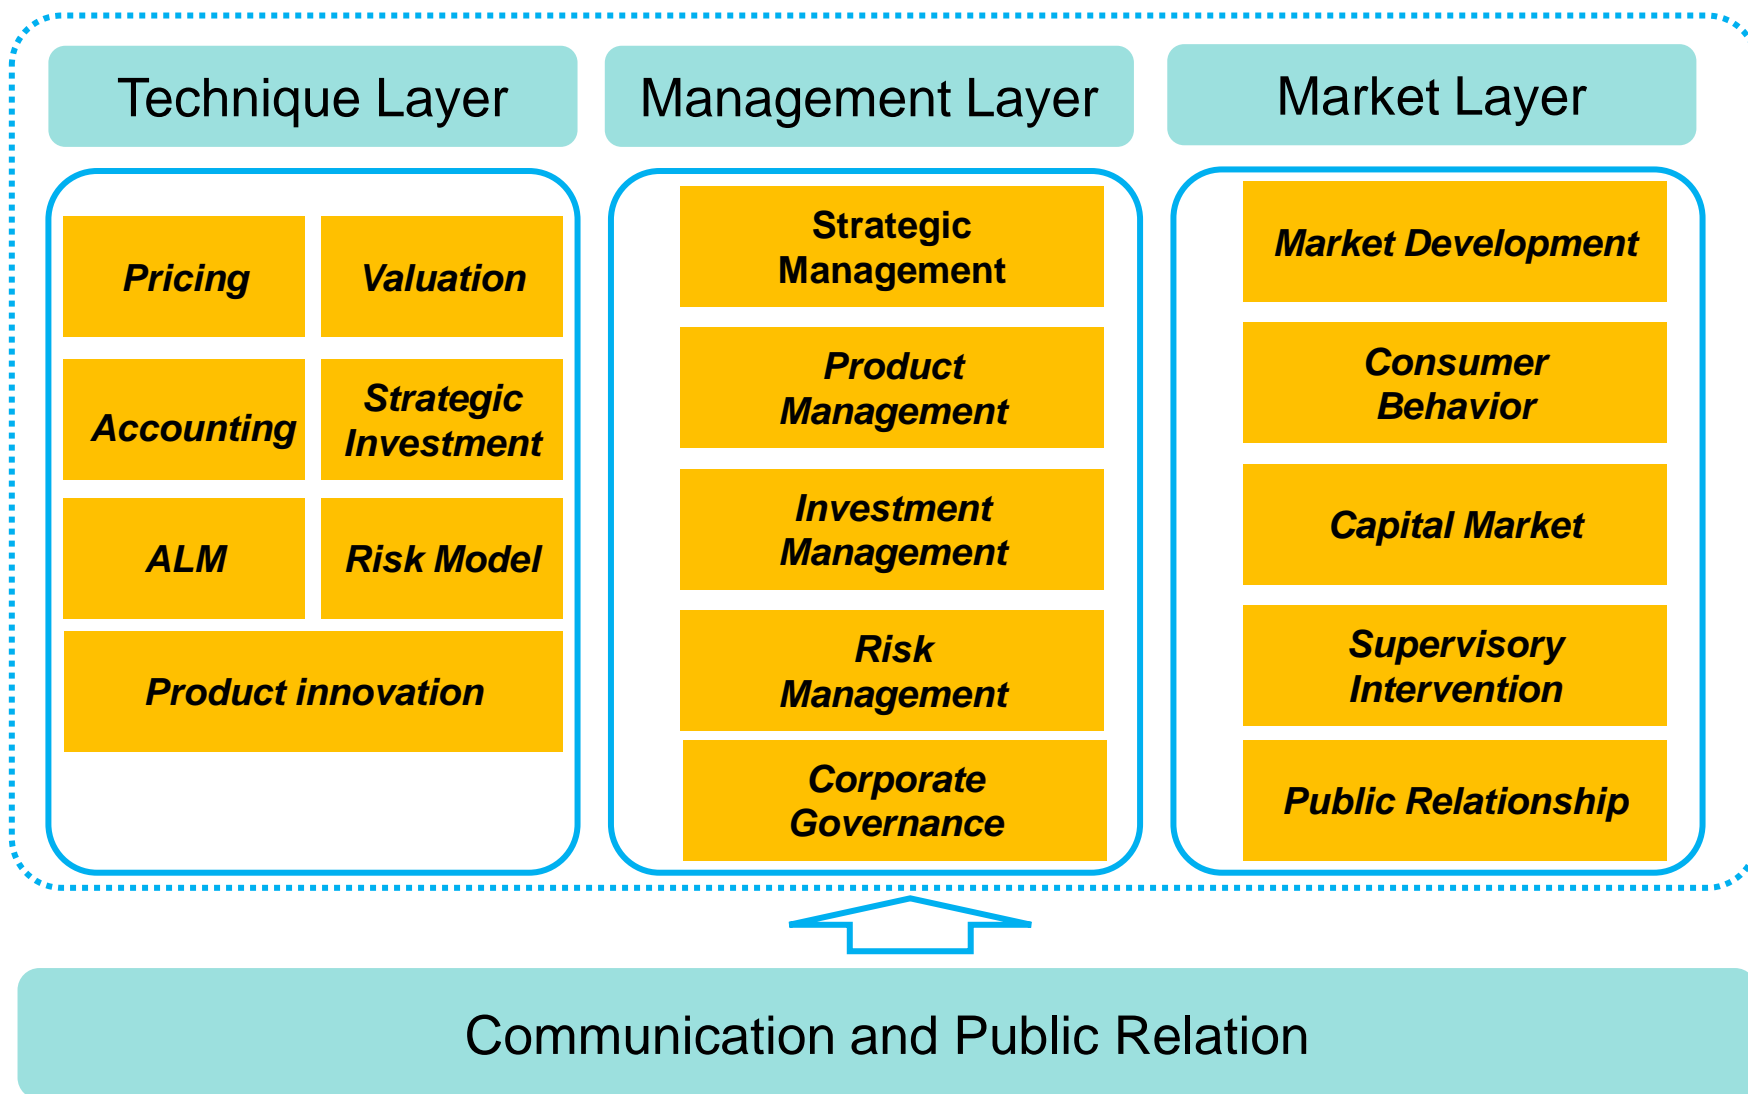 Technique Layer
Management Layer
Market Layer
Pricing
Valuation
Accounting
Strategic
Investment
ALM
Risk Model
Product innovation
Strategic
Management
Product
Management
Investment
Management
Risk
Management
Corporate
Governance
Market Development
Consumer
Behavior
Capital Market
Supervisory
Intervention
Public Relationship
Communication and Public Relation